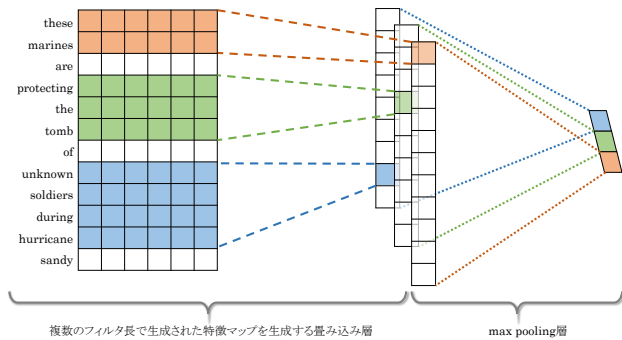 these
marines
are
protecting
the
tomb
of
unknown
soldiers
during
hurricane
sandy
複数のフィルタ長で生成された特徴マップを生成する畳み込み層
max pooling層